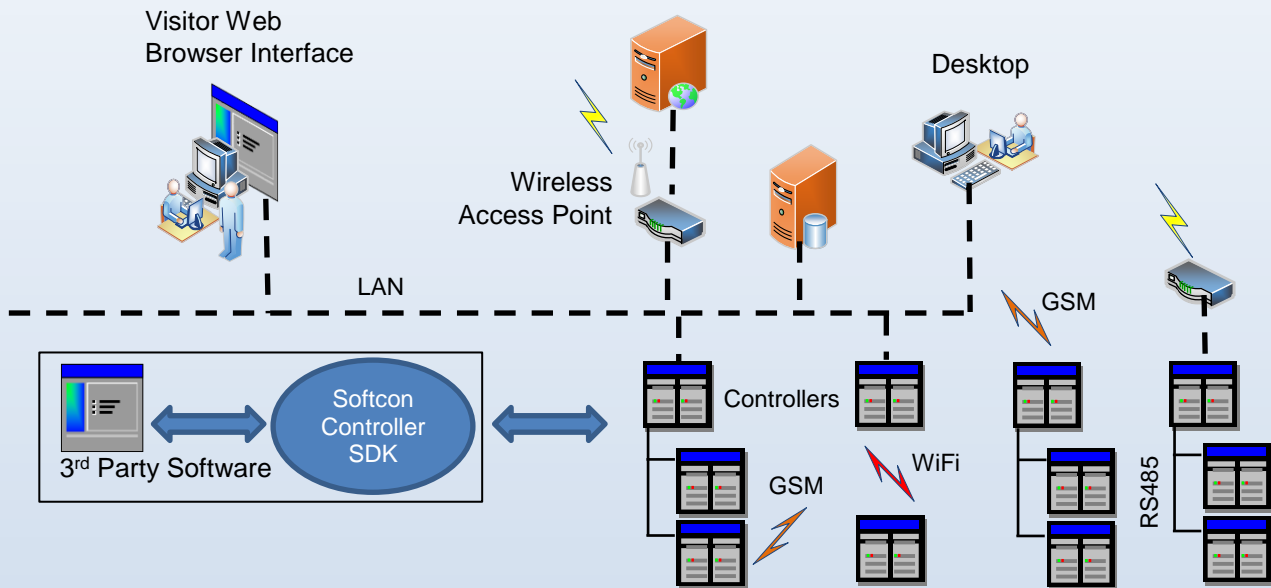 Visitor Web
Browser Interface
Desktop
Wireless
Access Point
LAN
GSM
Softcon
Controller
SDK
3rd Party Software
Controllers
GSM
WiFi
RS485